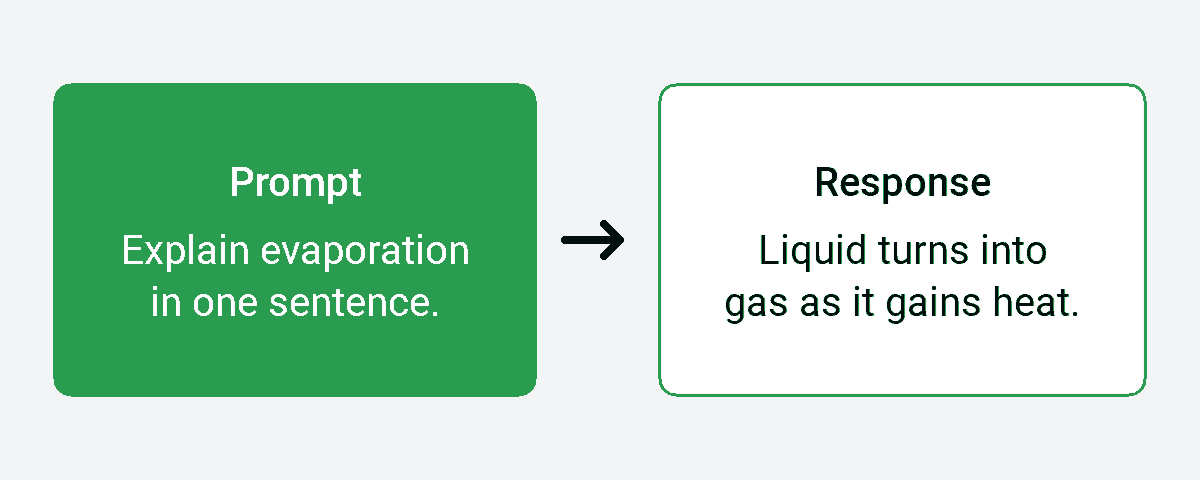 Prompt
Explain evaporation
in one sentence.
Response
Liquid turns into
gas as it gains heat.